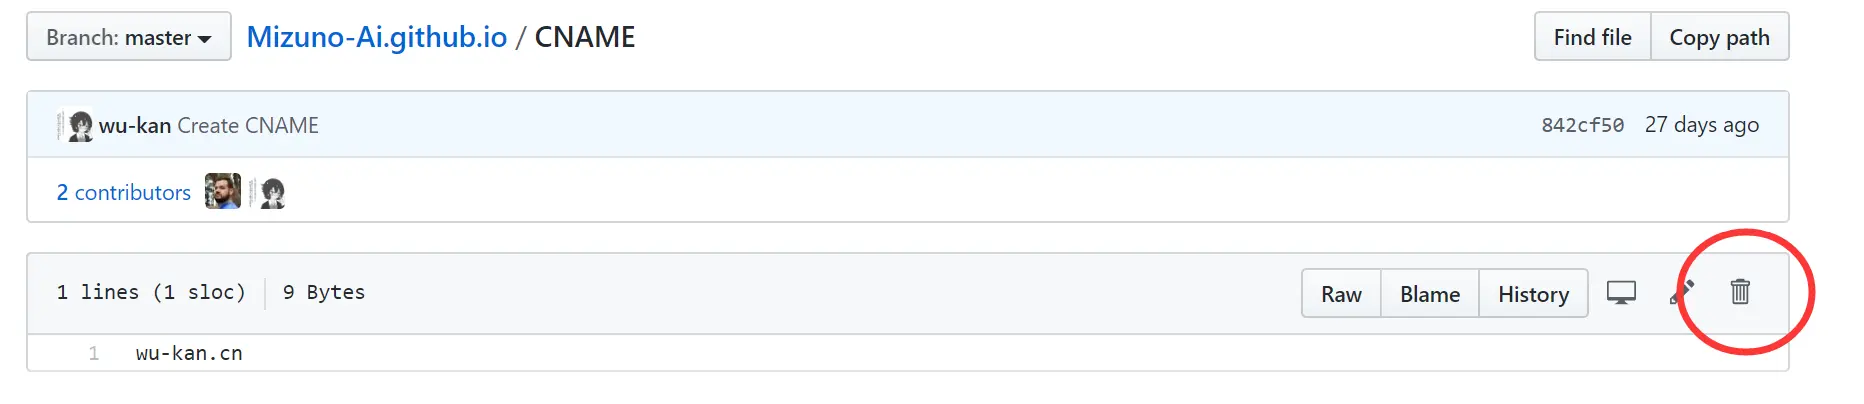 Branch: master Mizuno-Ai.github.io / CNAME Find file Copy path
wu-kan Create CNAME 842cf50 27 days ago
2 contributors
1 lines (1 sloc) 9 Bytes Raw Blame History
1 wu-kan.cn